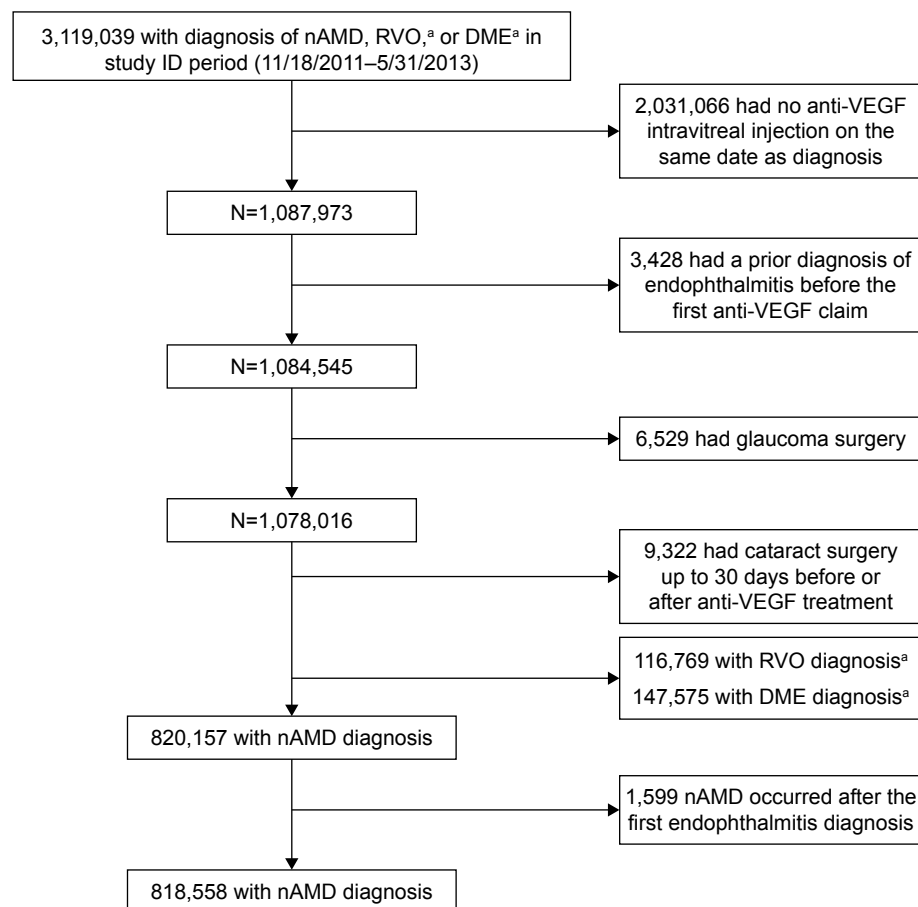 3,119,039 with diagnosis of nAMD, RVO,ᵃ or DMEᵃ in
study ID period (11/18/2011–5/31/2013)
2,031,066 had no anti-VEGF
intravitreal injection on the
same date as diagnosis
N=1,087,973
3,428 had a prior diagnosis of
endophthalmitis before the
first anti-VEGF claim
N=1,084,545
6,529 had glaucoma surgery
N=1,078,016
9,322 had cataract surgery
up to 30 days before or
after anti-VEGF treatment
116,769 with RVO diagnosisᵃ
147,575 with DME diagnosisᵃ
820,157 with nAMD diagnosis
1,599 nAMD occurred after the
first endophthalmitis diagnosis
818,558 with nAMD diagnosis